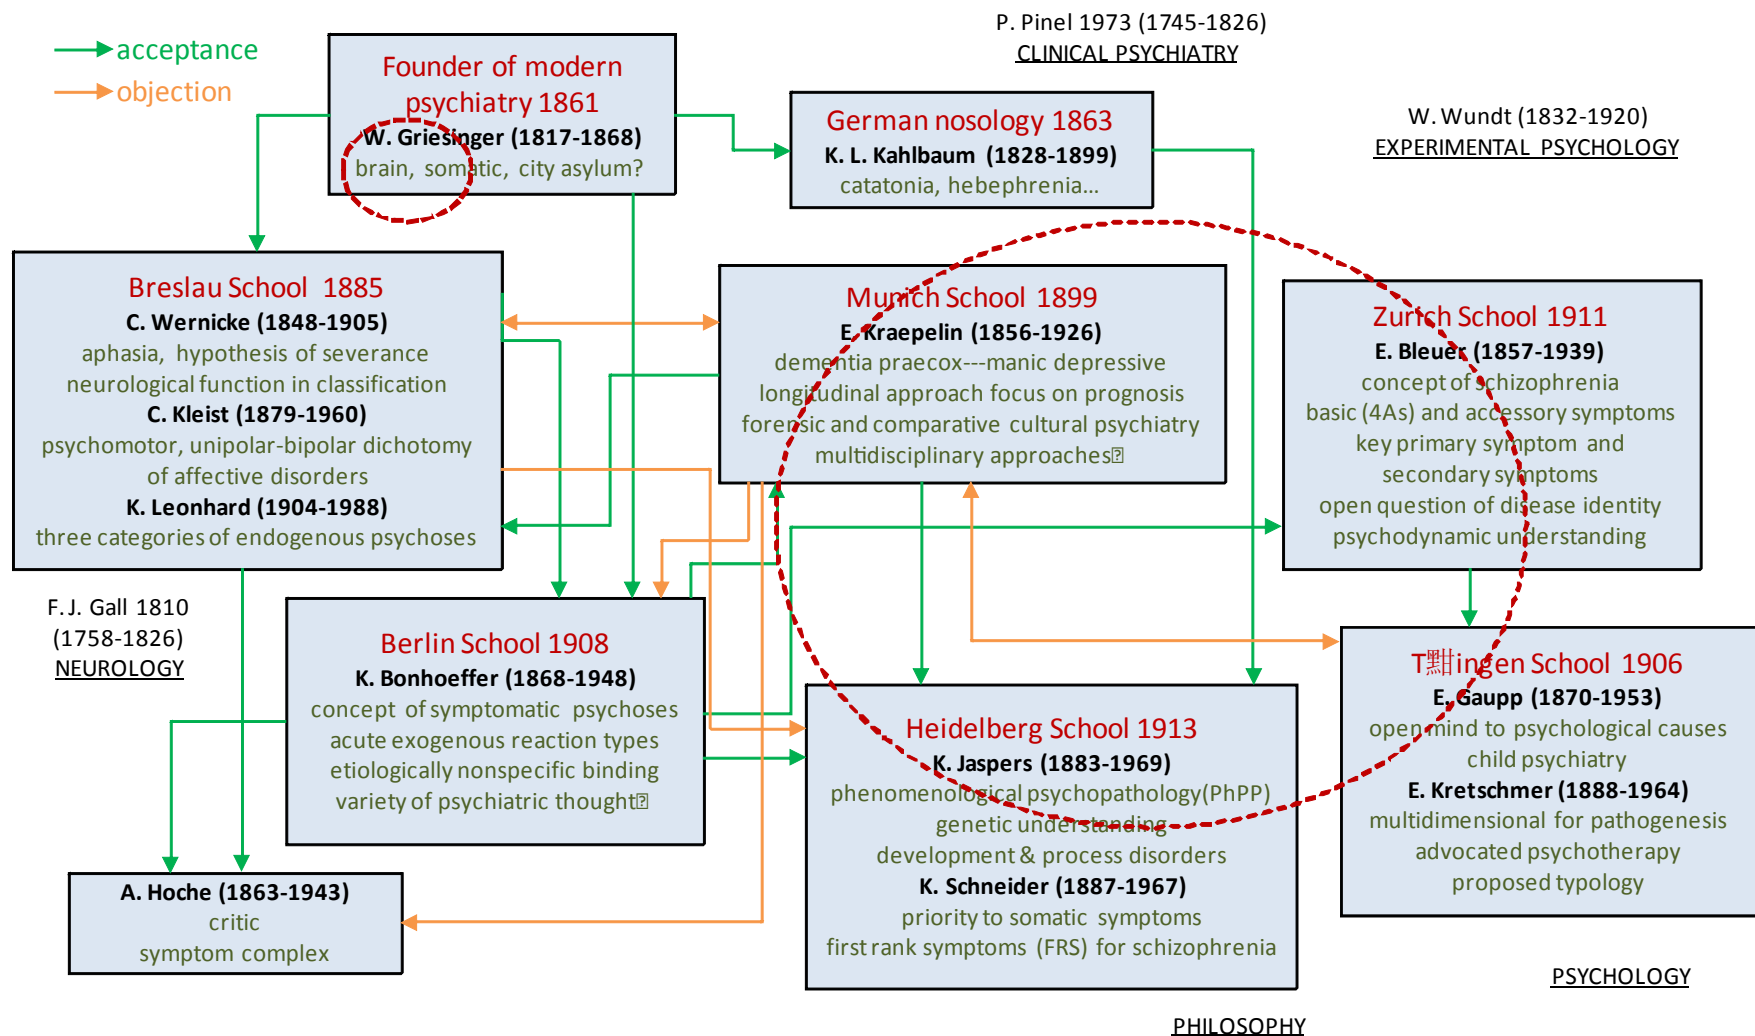 acceptance
objection
P. Pinel 1973 (1745-1826)
CLINICAL PSYCHIATRY
W. Wundt (1832-1920)
EXPERIMENTAL PSYCHOLOGY
Founder of modern
psychiatry 1861
W. Griesinger (1817-1868)
brain, somatic, city asylum?
German nosology 1863
K. L. Kahlbaum (1828-1899)
catatonia, hebephrenia...
Breslau School 1885
C. Wernicke (1848-1905)
aphasia, hypothesis of severance
neurological function in classification
C. Kleist (1879-1960)
psychomotor, unipolar-bipolar dichotomy
of affective disorders
K. Leonhard (1904-1988)
three categories of endogenous psychoses
Munich School 1899
E. Kraepelin (1856-1926)
dementia praecox---manic depressive
longitudinal approach focus on prognosis
forensic and comparative cultural psychiatry
multidisciplinary approaches⍰
Zurich School 1911
E. Bleuer (1857-1939)
concept of schizophrenia
basic (4As) and accessory symptoms
key primary symptom and
secondary symptoms
open question of disease identity
psychodynamic understanding
F. J. Gall 1810
(1758-1826)
NEUROLOGY
Berlin School 1908
K. Bonhoeffer (1868-1948)
concept of symptomatic psychoses
acute exogenous reaction types
etiologically nonspecific binding
variety of psychiatric thought⍰
Heidelberg School 1913
K. Jaspers (1883-1969)
phenomenological psychopathology(PhPP)
genetic understanding
development & process disorders
K. Schneider (1887-1967)
priority to somatic symptoms
first rank symptoms (FRS) for schizophrenia
School 1906
E. Gaupp (1870-1953)
open mind to psychological causes
child psychiatry
E. Kretschmer (1888-1964)
multidimensional for pathogenesis
advocated psychotherapy
proposed typology
A. Hoche (1863-1943)
critic
symptom complex
PSYCHOLOGY
PHILOSOPHY